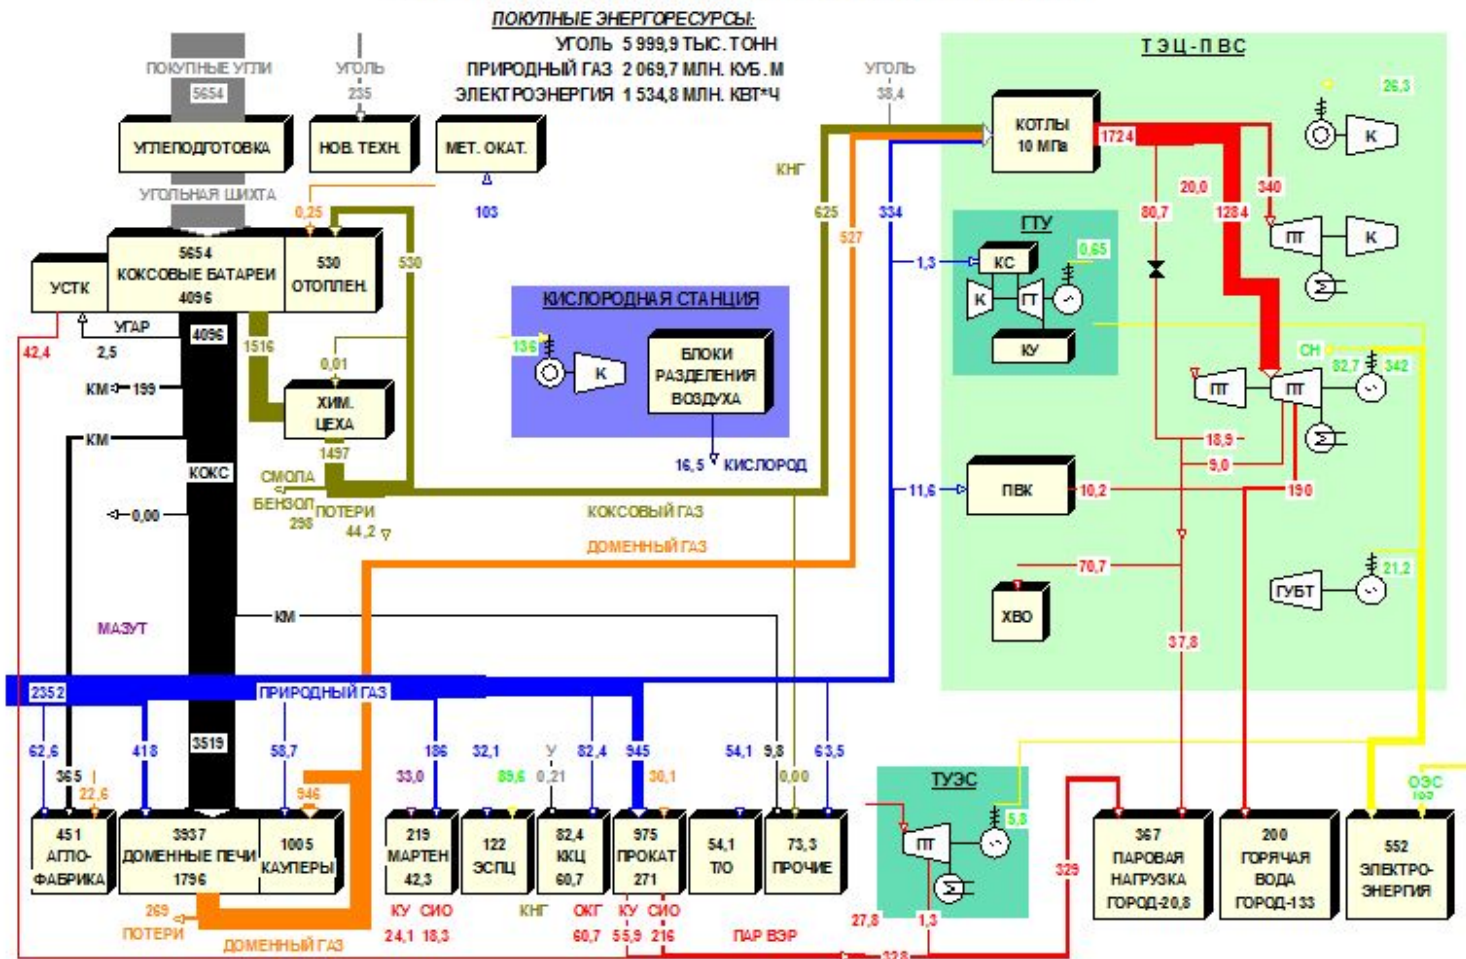 ПОКУПНЫЕ ЭНЕРГОРЕСУРСЫ:
УГОЛЬ 5 999,9 ТЫС. ТОНН
ПРИРОДНЫЙ ГАЗ 2 069,7 МЛН. КУБ. М
ЭЛЕКТРОЭНЕРГИЯ 1 534,8 МЛН. КВТ*Ч
ПОКУПНЫЕ УГЛИ
5654
УГОЛЬ
235
УГОЛЬ
38,4
УГЛЕПОДГОТОВКА
НОВ. ТЕХН.
МЕТ. ОКАТ.
УГОЛЬНАЯ ШИХТА
0,25
103
КНГ
625
527
334
530
5654
КОКСОВЫЕ БАТАРЕИ
4096
530
ОТОПЛЕН.
УСТК
УГАР
42,4
2,5
4096
1516
0,01
КМ
199
КМ
ХИМ.
ЦЕХА
1497
КОКС
СМОЛА
БЕНЗОЛ
298
ПОТЕРИ
44,2
0,00
КОКСОВЫЙ ГАЗ
ДОМЕННЫЙ ГАЗ
КИСЛОРОДНАЯ СТАНЦИЯ
136
К
БЛОКИ
РАЗДЕЛЕНИЯ
ВОЗДУХА
16,5
КИСЛОРОД
ТЭЦ-ПВС
КОТЛЫ
10 МПа
1724
26,3
К
20,0
340
80,7
1284
ПТ
К
ГТУ
1,3
КС
0,65
К
ГТ
КУ
СН
82,7
342
ПТ
ПТ
18,9
9,0
11,6
ПВК
10,2
190
70,7
ХВО
21,2
ГУБТ
37,8
МАЗУТ
КМ
2352
ПРИРОДНЫЙ ГАЗ
62,6
418
3519
58,7
186
32,1
У
82,4
945
54,1
9,8
63,5
365
22,6
946
33,0
89,6
0,21
30,1
0,00
451
АГЛО-
ФАБРИКА
3937
ДОМЕННЫЕ ПЕЧИ
1796
1005
КАУПЕРЫ
219
МАРТЕН
42,3
122
ЭСПЦ
82,4
ККЦ
60,7
975
ПРОКАТ
271
54,1
Т/О
73,3
ПРОЧИЕ
ТУЭС
5,8
ПТ
329
ОЭС
367
ПАРОВАЯ
НАГРУЗКА
ГОРОД-20,8
200
ГОРЯЧАЯ
ВОДА
ГОРОД-133
552
ЭЛЕКТРО-
ЭНЕРГИЯ
269
ПОТЕРИ
ДОМЕННЫЙ ГАЗ
КУ СИО
24,1 18,3
КНГ
ОКГ
60,7
КУ СИО
55,9 216
ПАР ВЭР
27,8
1,3
328